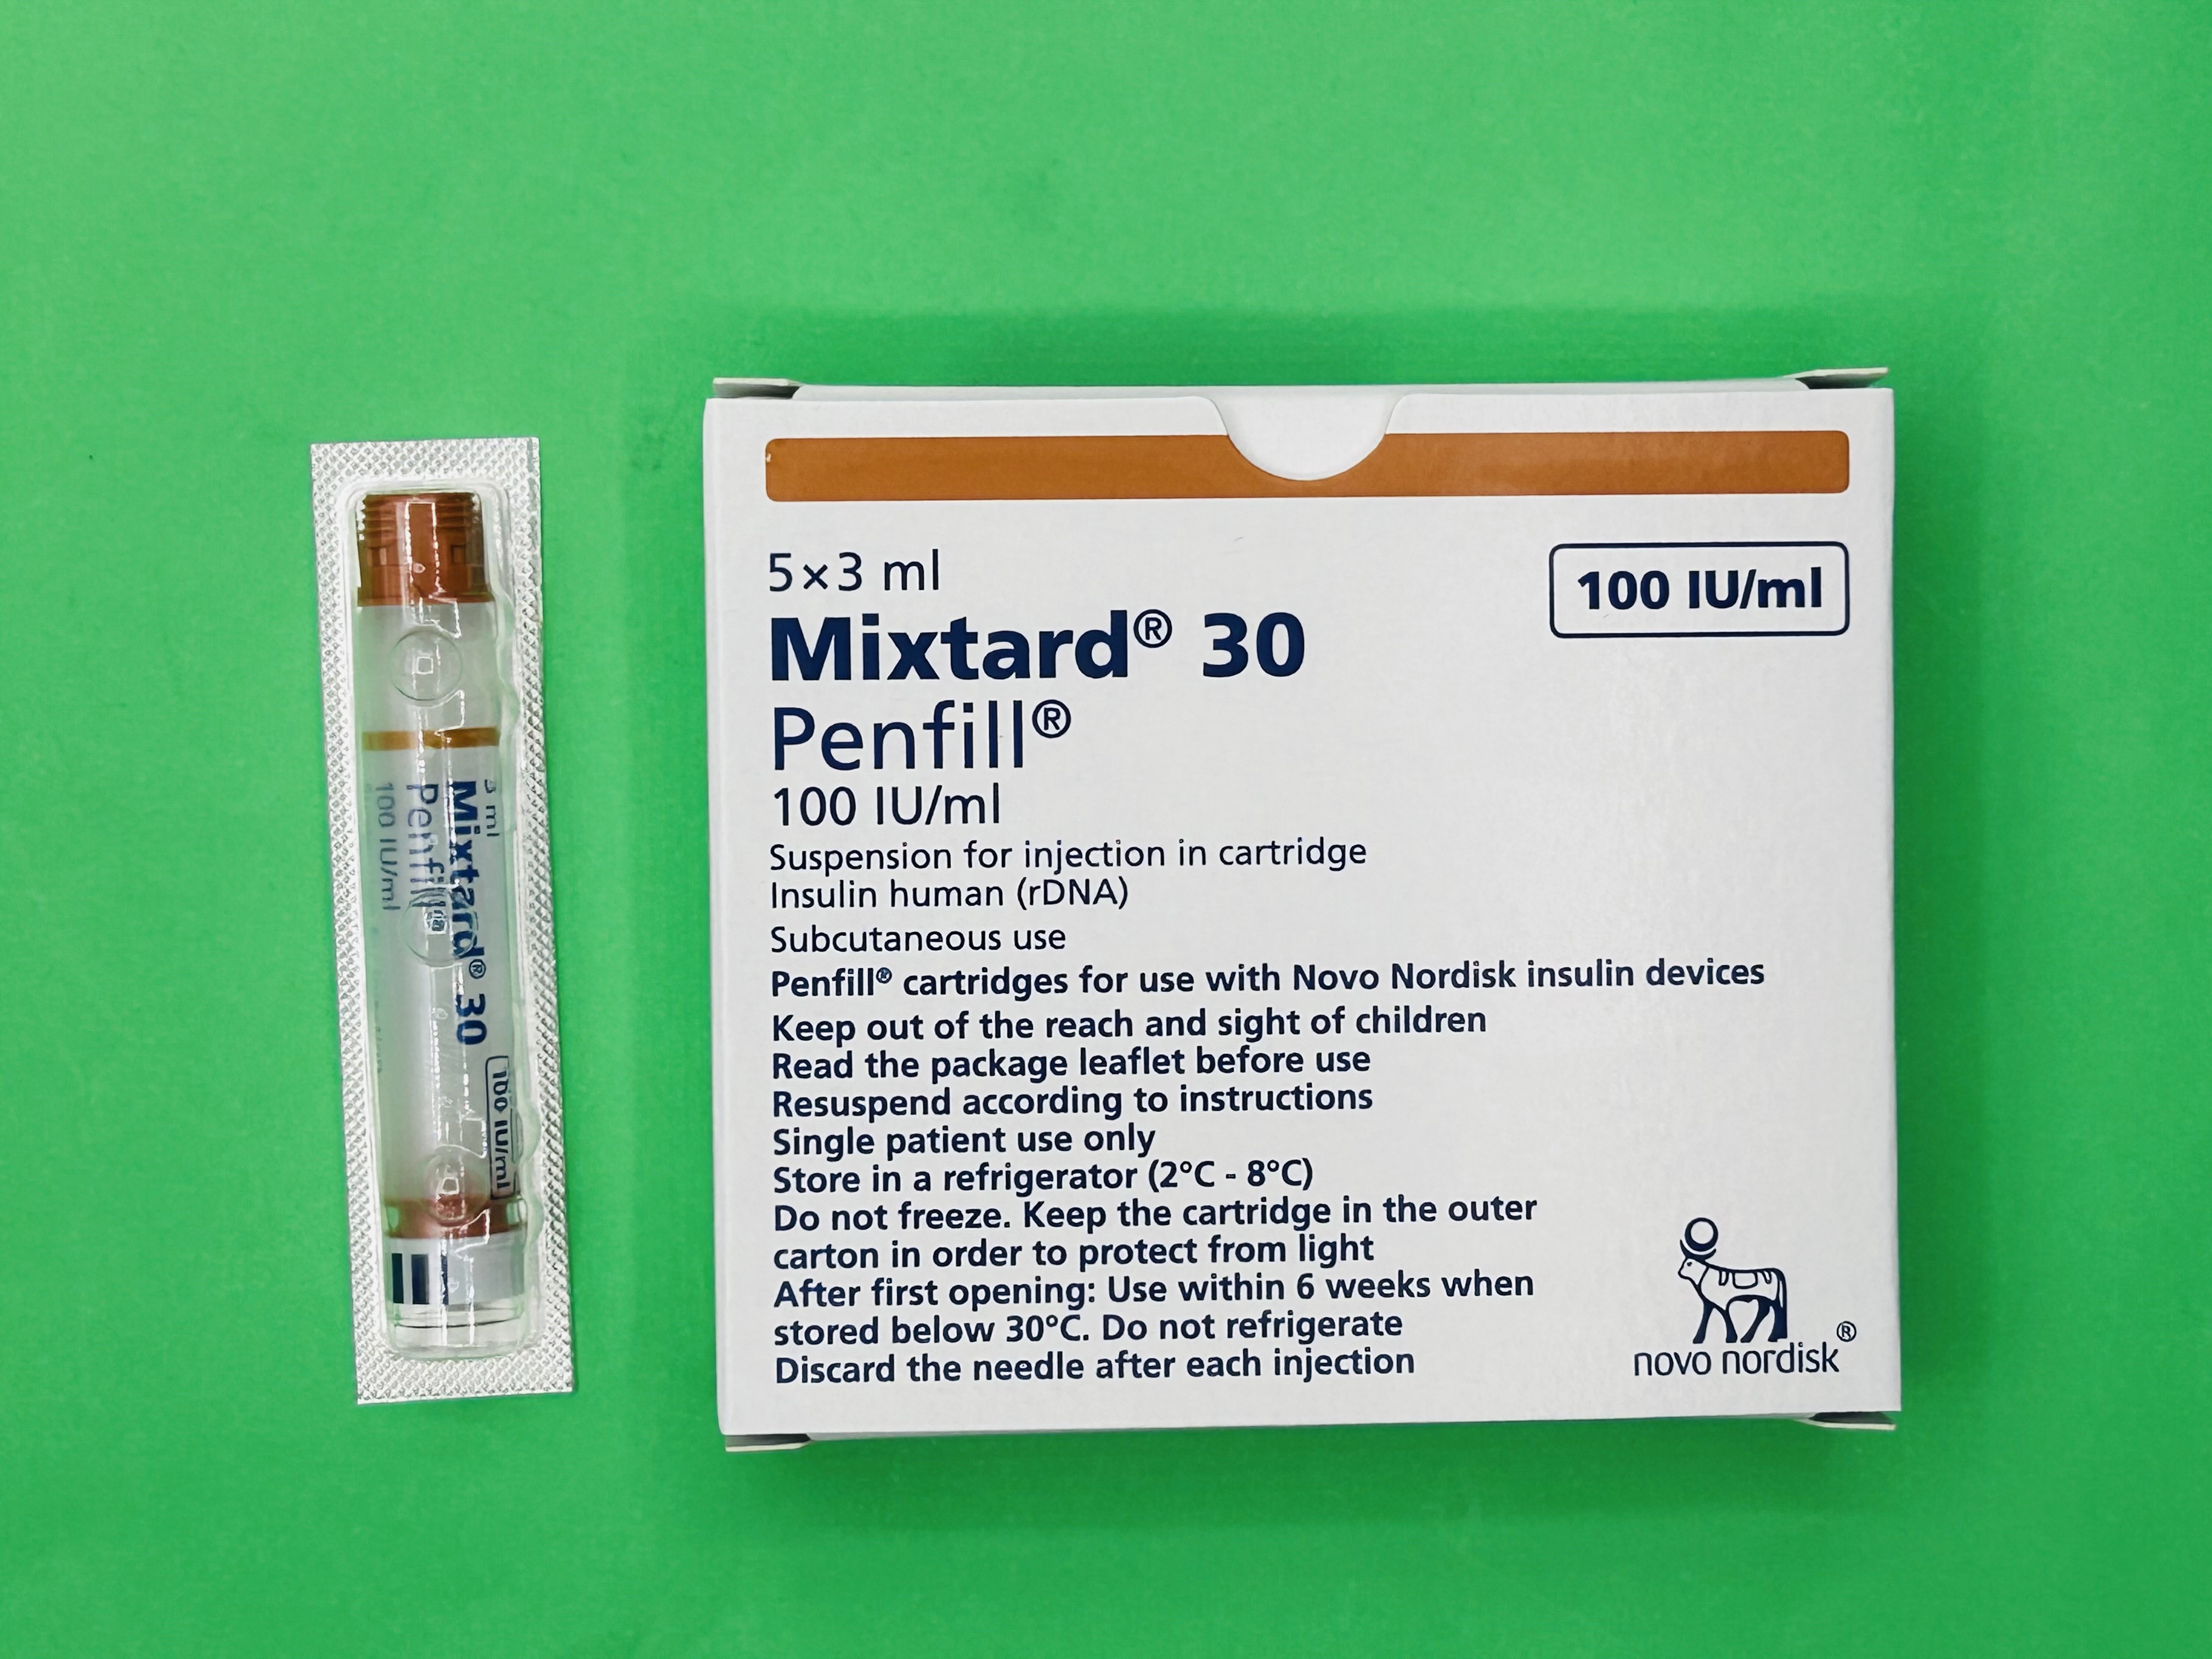 5×3 ml
100 IU/ml
Mixtard® 30
Penfill®
100 IU/ml
Suspension for injection in cartridge
Insulin human (rDNA)
Subcutaneous use
Penfill® cartridges for use with Novo Nordisk insulin devices
Keep out of the reach and sight of children
Read the package leaflet before use
Resuspend according to instructions
Single patient use only
Store in a refrigerator (2°C - 8°C)
Do not freeze. Keep the cartridge in the outer
carton in order to protect from light
After first opening: Use within 6 weeks when
stored below 30°C. Do not refrigerate
Discard the needle after each injection
novo nordisk®
3 ml
Mixtard® 30
Penfill®
100 IU/ml
100 IU/ml